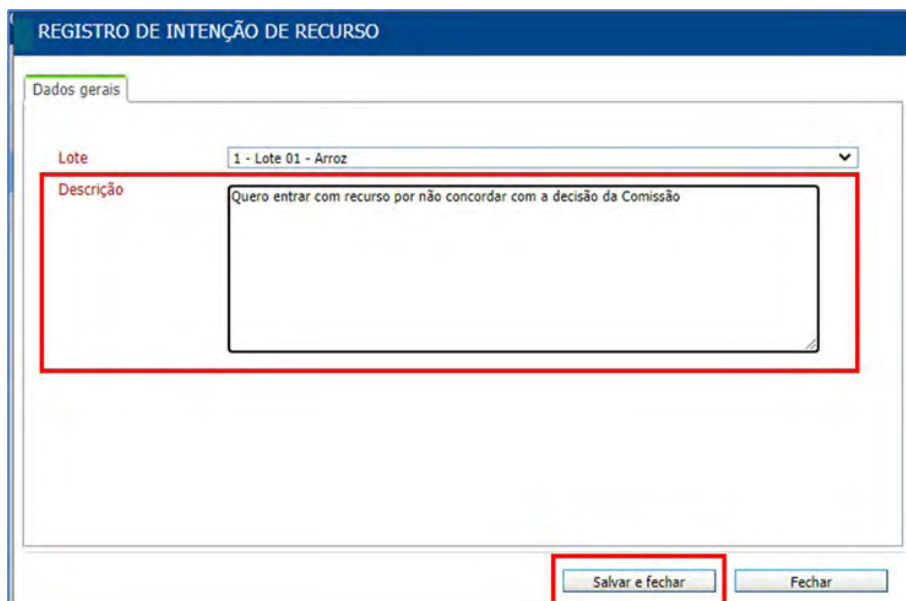 REGISTRO DE INTENÇÃO DE RECURSO
Dados gerais
Lote
1 - Lote 01 - Arroz
Descrição
Quero entrar com recurso por não concordar com a decisão da Comissão
Salvar e fechar
Fechar